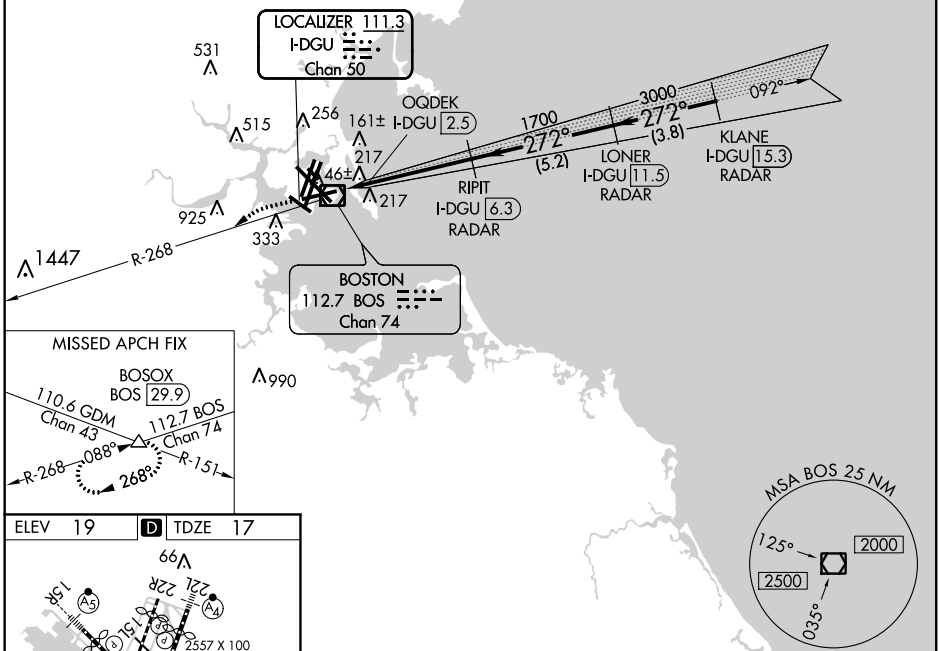 LOCALIZER 111.3
I-DGU
Chan 50
531
515
256
161±
217
46±
217
925
333
1447
R-268
OQDEK
I-DGU 2.5
1700
272°
(5.2)
3000
272°
(3.8)
092°
RIPIT
I-DGU 6.3
RADAR
LONER
I-DGU 11.5
RADAR
KLANE
I-DGU 15.3
RADAR
BOSTON
112.7 BOS
Chan 74
990
MISSED APCH FIX
BOSOX
BOS 29.9
110.6 GDM
Chan 43
112.7 BOS
Chan 74
R-268
088°
268°
R-151
MSA BOS 25 NM
125°
2000
2500
035°
ELEV 19
D
TDZE 17
66
15R
A5
15L
22R
22L
A4
P
P
2557 X 100